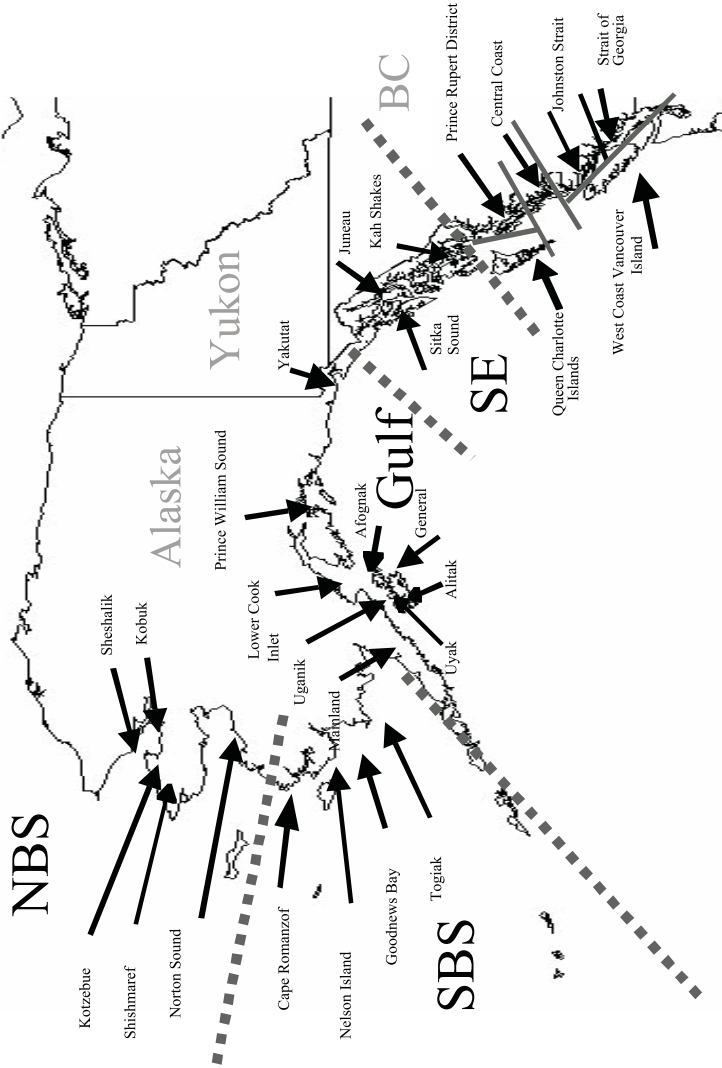 NBS
Kotzebue
Shishmaref
Norton Sound
Sheshalik
Kobuk
Alaska
Yukon
BC
Cape Romanzof
Nelson Island
Goodnews Bay
Togiak
SBS
Prince William Sound
Lower Cook
Inlet
Uganik
Mainland
Afognak
General
Alitak
Uyak
Gulf
Yakutat
Juneau
Kah Shakes
Sitka
Sound
SE
Prince Rupert District
Central Coast
Johnston Strait
Strait of
Georgia
Queen Charlotte
Islands
West Coast Vancouver
Island